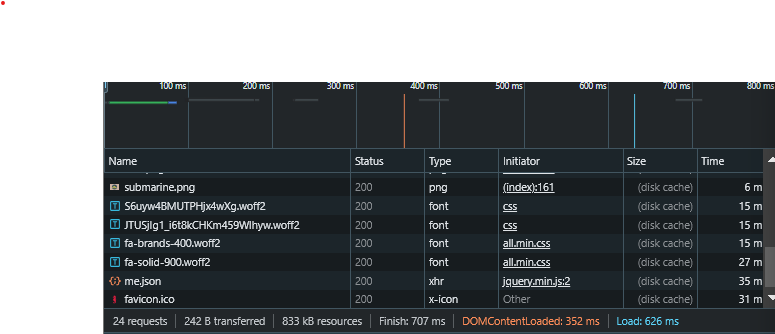 100 ms 200 ms 300 ms 400 ms 500 ms 600 ms 700 ms 800 ms
Name Status Type Initiator Size Time
submarine.png 200 png (index):161 (disk cache) 6 m
S6uyw4BMUTPHjx4wXg.woff2 200 font css (disk cache) 15 m
JTUSjIg1_i6t8kCHKm459Wlhyw.woff2 200 font css (disk cache) 15 m
fa-brands-400.woff2 200 font all.min.css (disk cache) 15 m
fa-solid-900.woff2 200 font all.min.css (disk cache) 27 m
me.json 200 xhr jquery.min.js:2 (disk cache) 35 m
favicon.ico 200 x-icon Other (disk cache) 31 m
24 requests 242 B transferred 833 kB resources Finish: 707 ms DOMContentLoaded: 352 ms Load: 626 ms